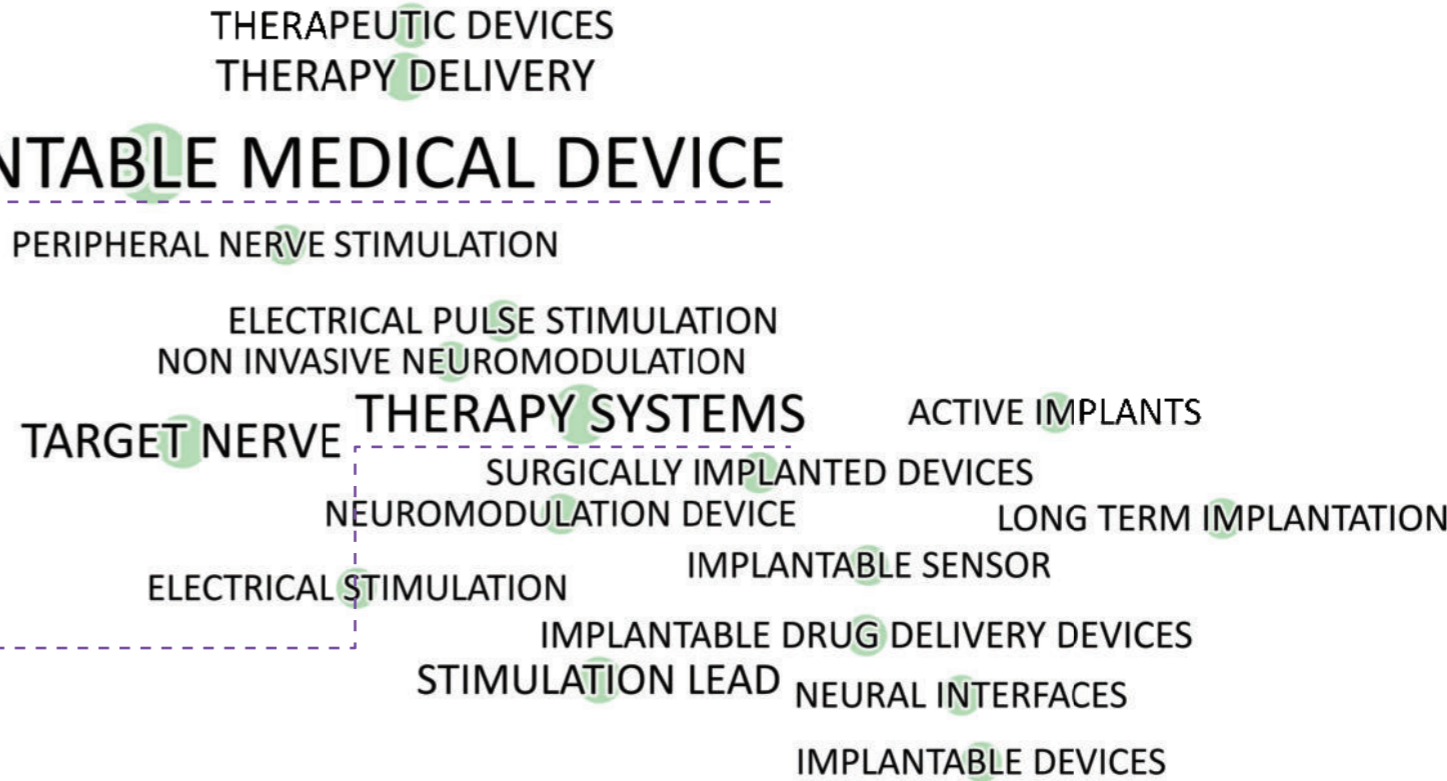 THERAPEUTIC DEVICES
THERAPY DELIVERY
NTABLE MEDICAL DEVICE
PERIPHERAL NERVE STIMULATION
ELECTRICAL PULSE STIMULATION
NON INVASIVE NEUROMODULATION
THERAPY SYSTEMS
ACTIVE IMPLANTS
TARGET NERVE
SURGICALLY IMPLANTED DEVICES
NEUROMODULATION DEVICE
LONG TERM IMPLANTATION
IMPLANTABLE SENSOR
ELECTRICAL STIMULATION
IMPLANTABLE DRUG DELIVERY DEVICES
STIMULATION LEAD
NEURAL INTERFACES
IMPLANTABLE DEVICES